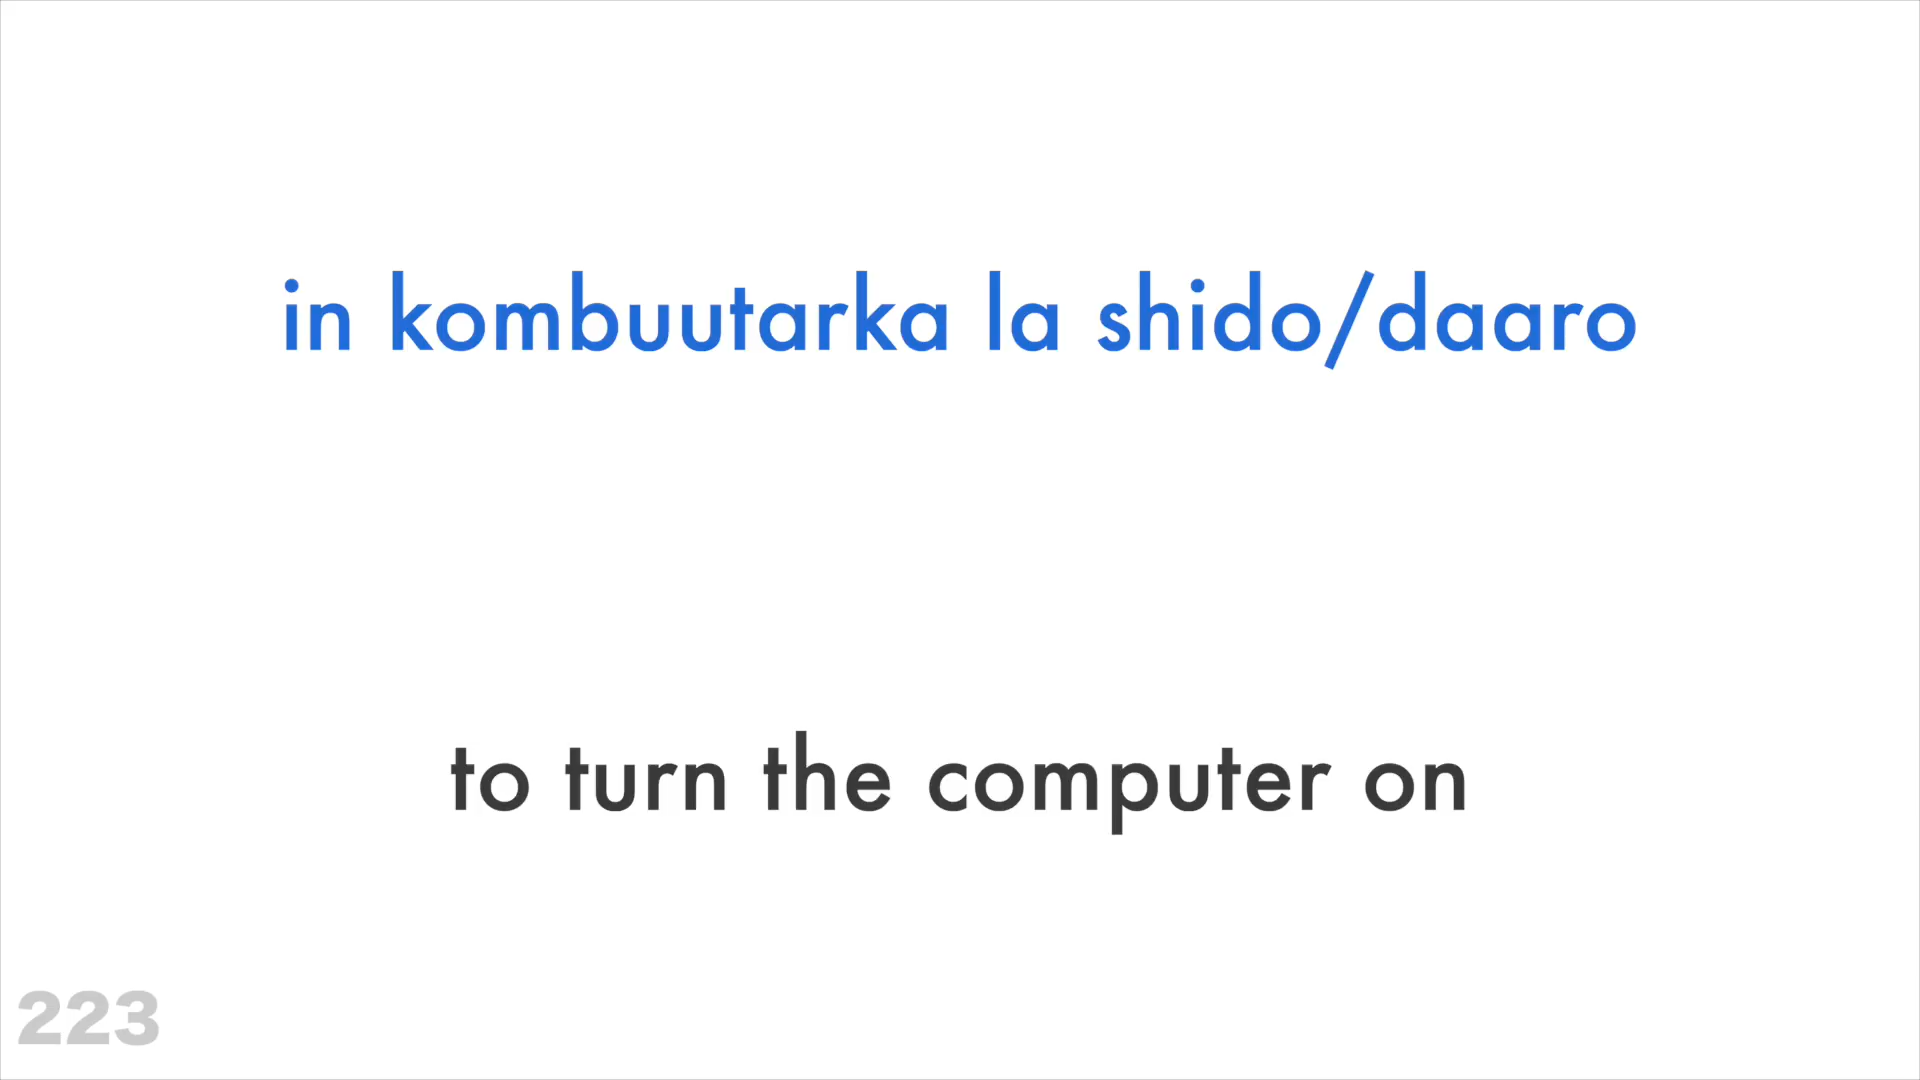 in kombuutarka la shido/daaro
to turn the computer on
223